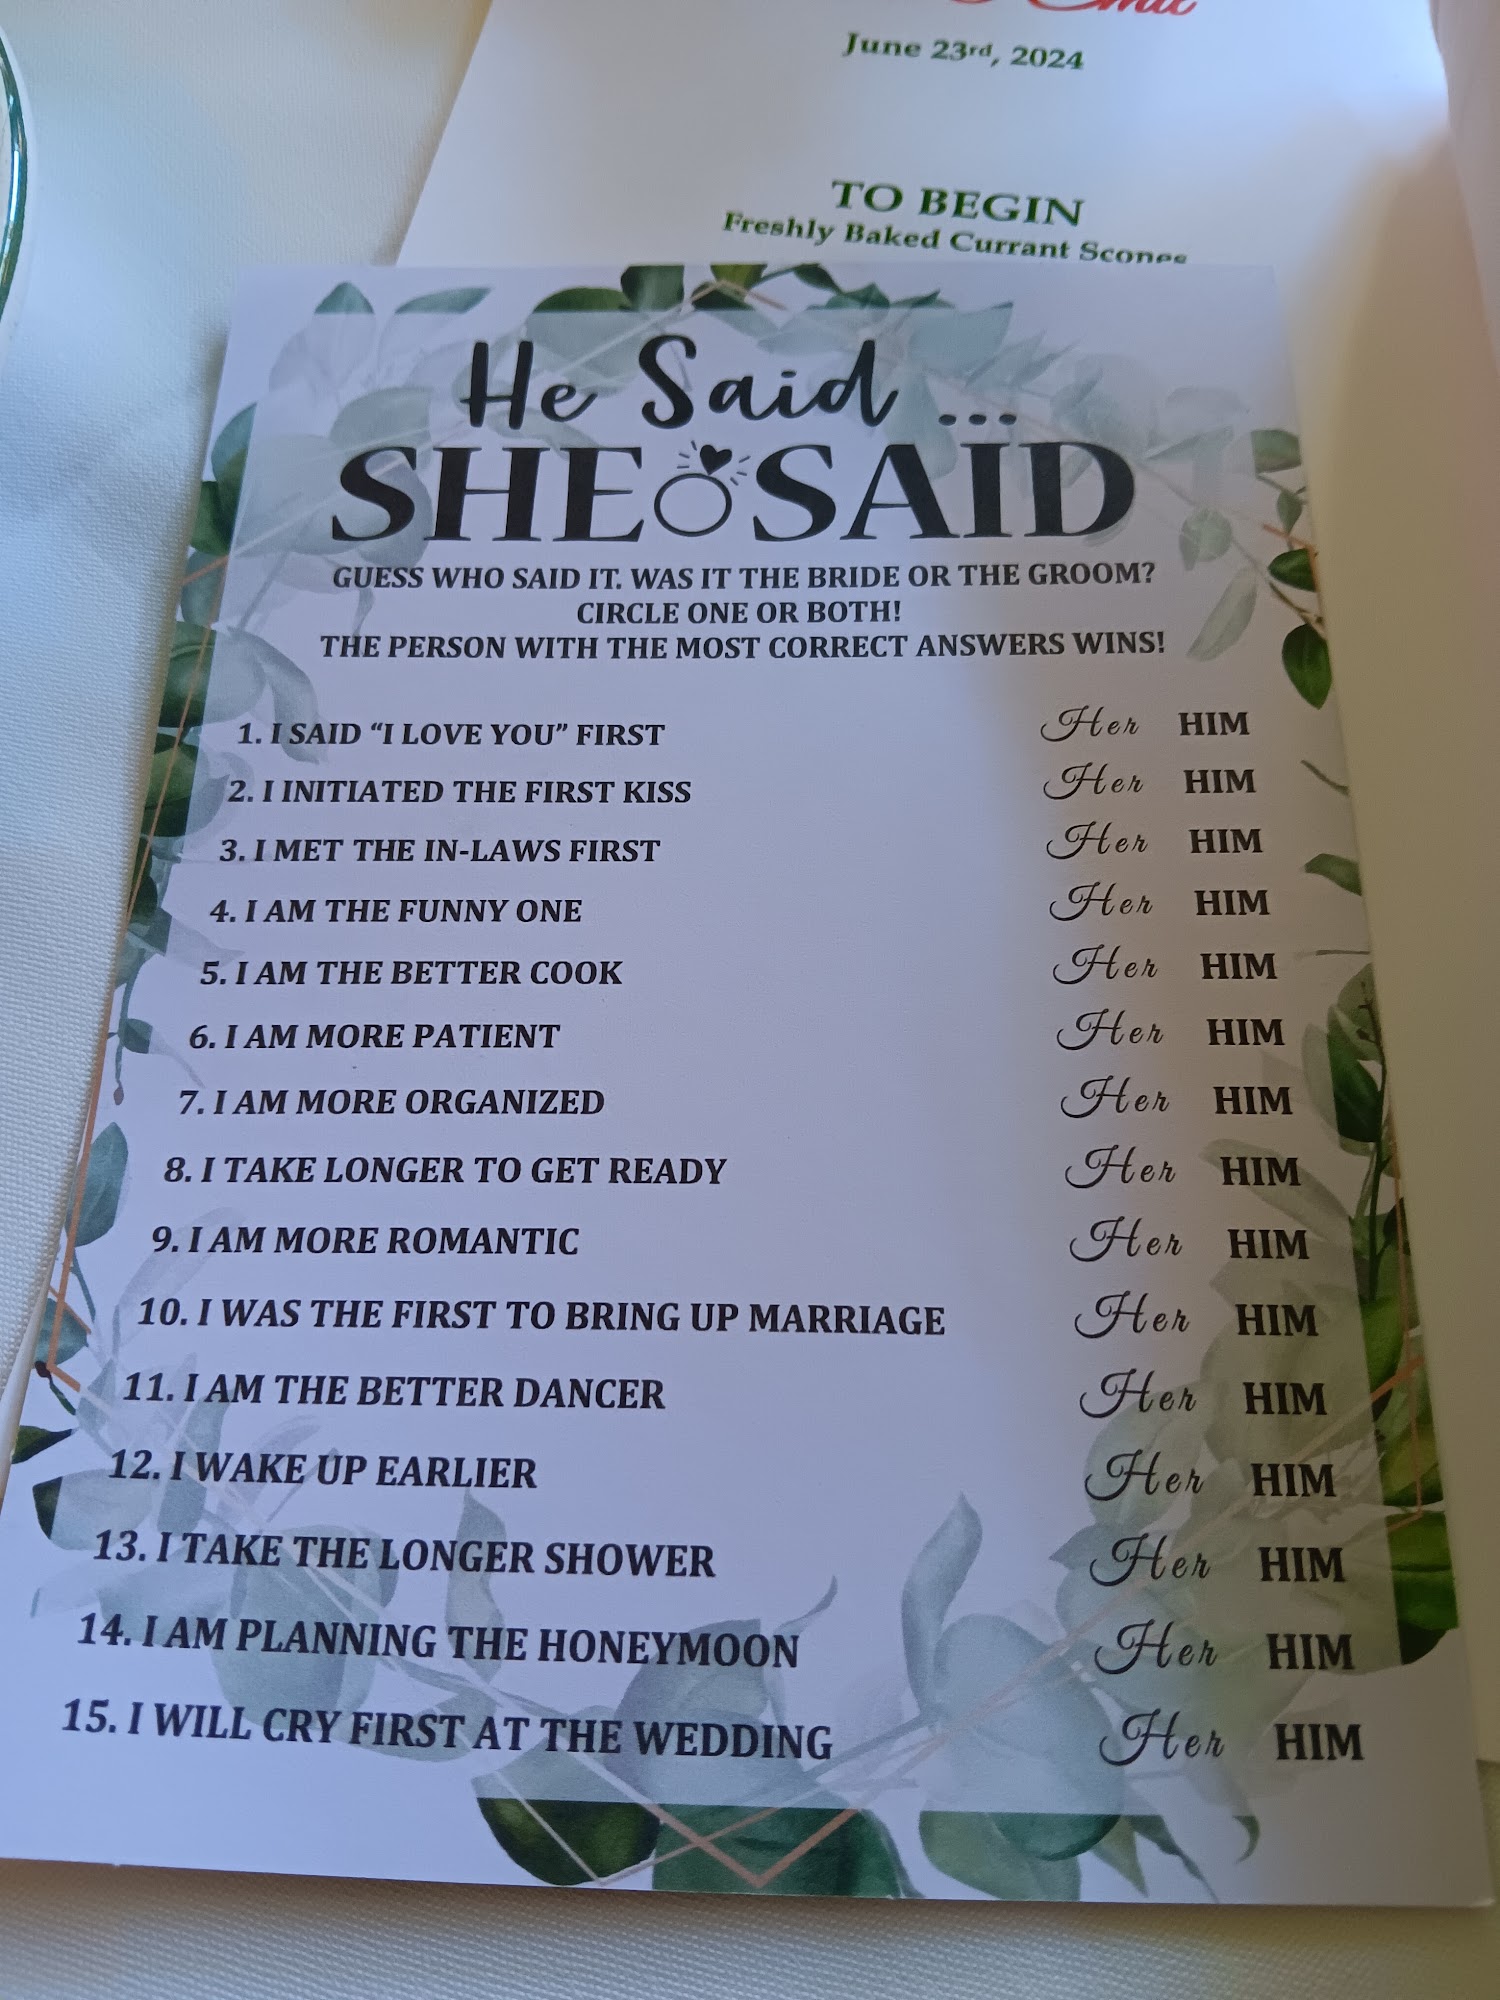 June 23rd, 2024
TO BEGIN
Freshly Baked Currant Scones
He Said ...
SHE SAID
GUESS WHO SAID IT. WAS IT THE BRIDE OR THE GROOM?
CIRCLE ONE OR BOTH!
THE PERSON WITH THE MOST CORRECT ANSWERS WINS!
1. I SAID “I LOVE YOU” FIRST Her HIM
2. I INITIATED THE FIRST KISS Her HIM
3. I MET THE IN-LAWS FIRST Her HIM
4. I AM THE FUNNY ONE Her HIM
5. I AM THE BETTER COOK Her HIM
6. I AM MORE PATIENT Her HIM
7. I AM MORE ORGANIZED Her HIM
8. I TAKE LONGER TO GET READY Her HIM
9. I AM MORE ROMANTIC Her HIM
10. I WAS THE FIRST TO BRING UP MARRIAGE Her HIM
11. I AM THE BETTER DANCER Her HIM
12. I WAKE UP EARLIER Her HIM
13. I TAKE THE LONGER SHOWER Her HIM
14. I AM PLANNING THE HONEYMOON Her HIM
15. I WILL CRY FIRST AT THE WEDDING Her HIM